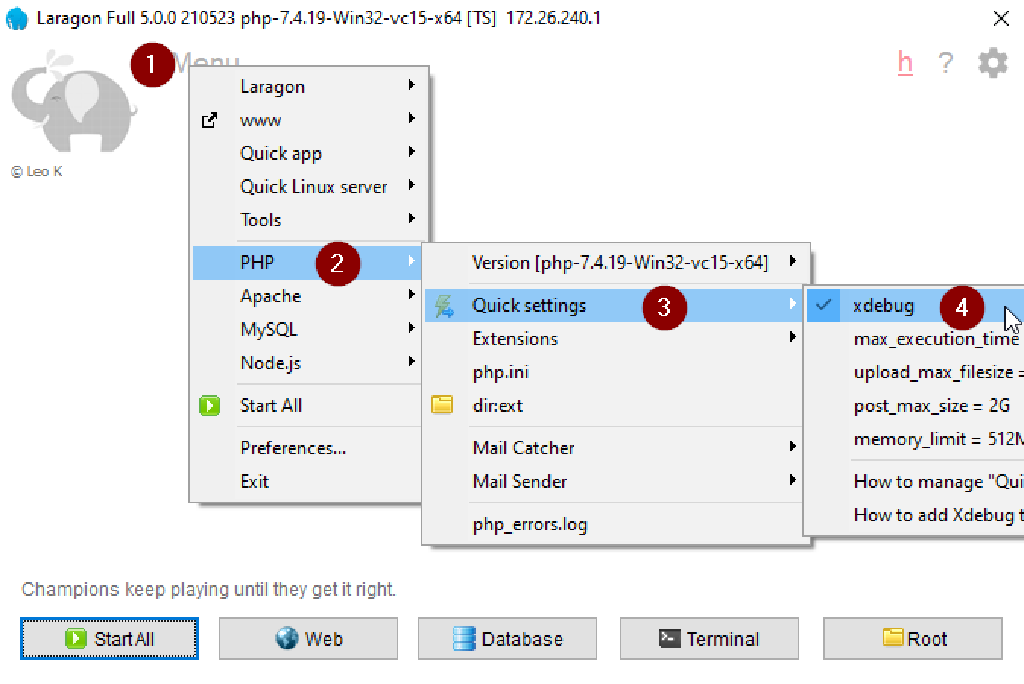 Laragon Full 5.0.0 210523 php-7.4.19-Win32-vc15-x64 [TS] 172.26.240.1
1
Menu
h ?
© Leo K
Laragon
www
Quick app
Quick Linux server
Tools
PHP
2
Apache
MySQL
Node.js
Start All
Preferences...
Exit
Version [php-7.4.19-Win32-vc15-x64]
Quick settings
3
Extensions
php.ini
dir:ext
Mail Catcher
Mail Sender
php_errors.log
xdebug
4
max_execution_time
upload_max_filesize =
post_max_size = 2G
memory_limit = 512M
How to manage "Qui
How to add Xdebug t
Champions keep playing until they get it right.
Start All
Web
Database
Terminal
Root